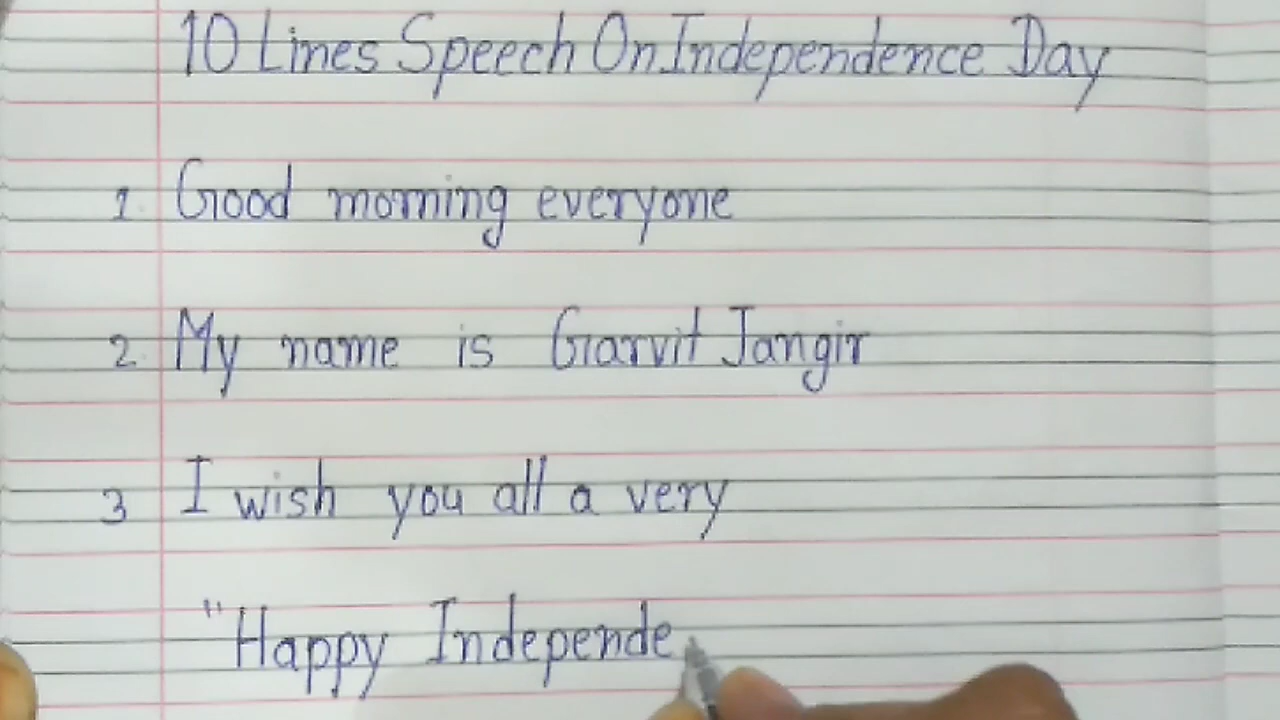 10 Lines Speech On Independence Day
1. Good morning everyone
2. My name is Garvit Jangir
3 I wish you all a very
"Happy Independe